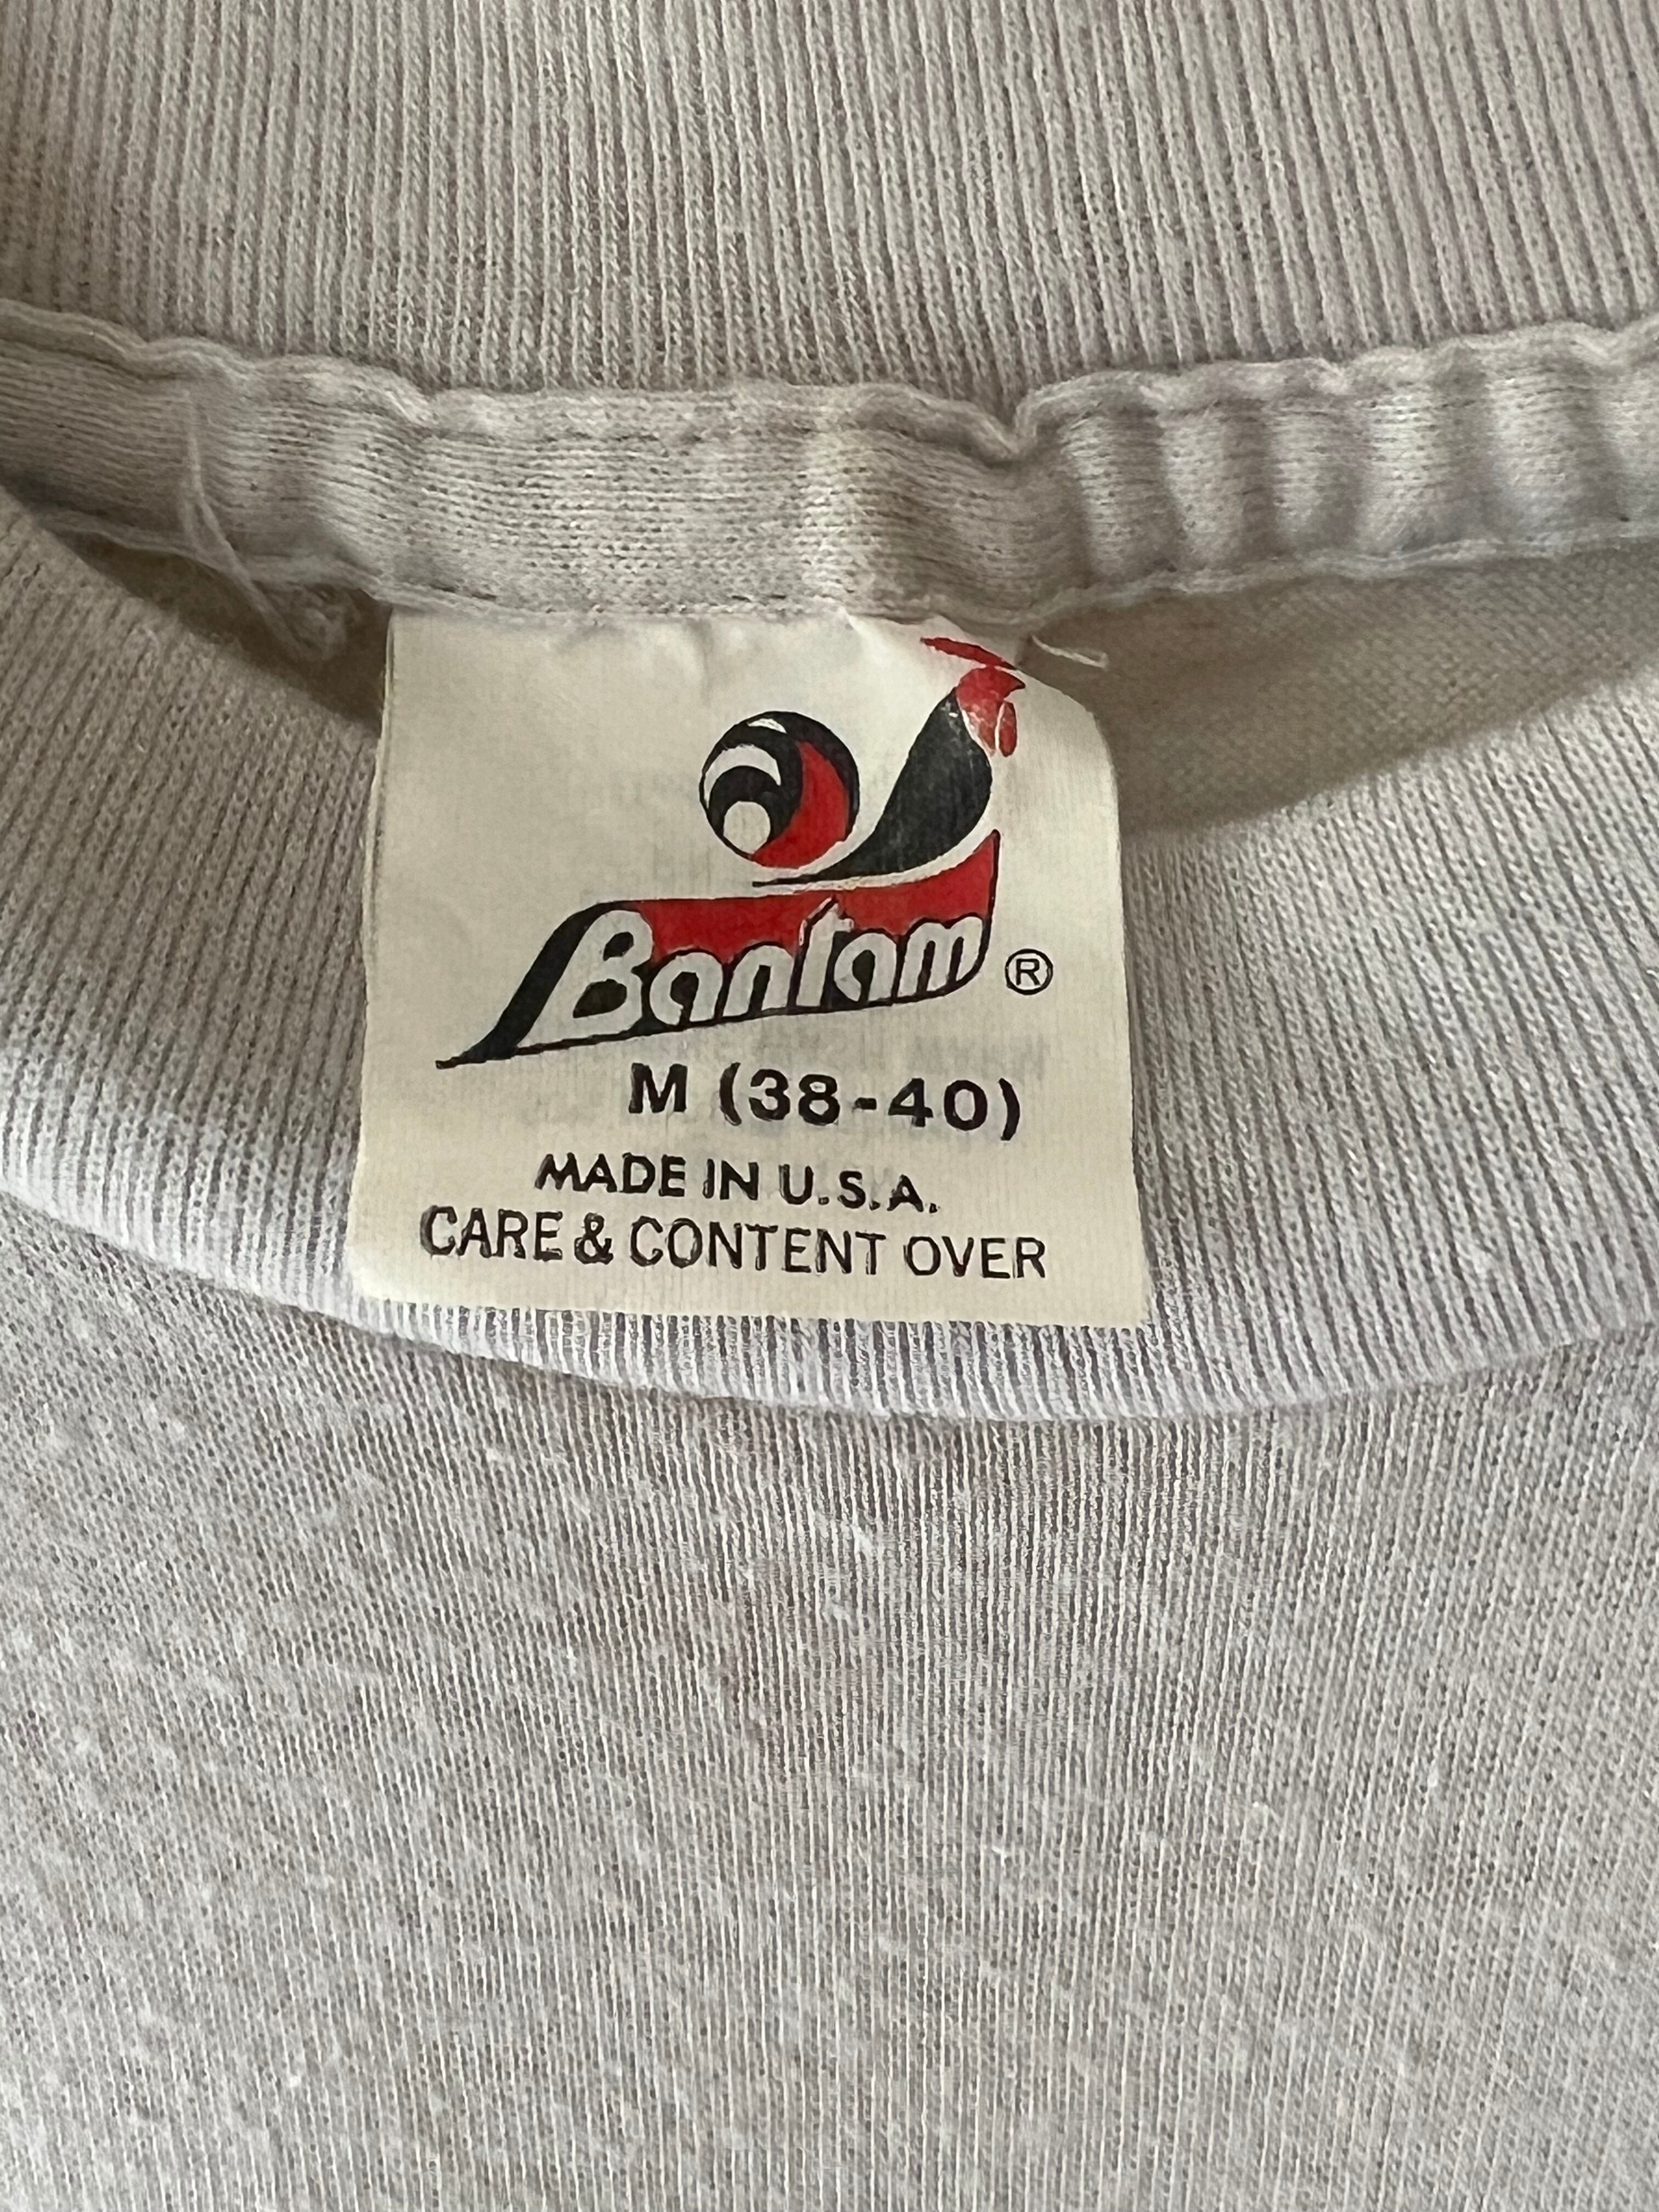 Bantam ®
M (38-40)
MADE IN U.S.A.
CARE & CONTENT OVER